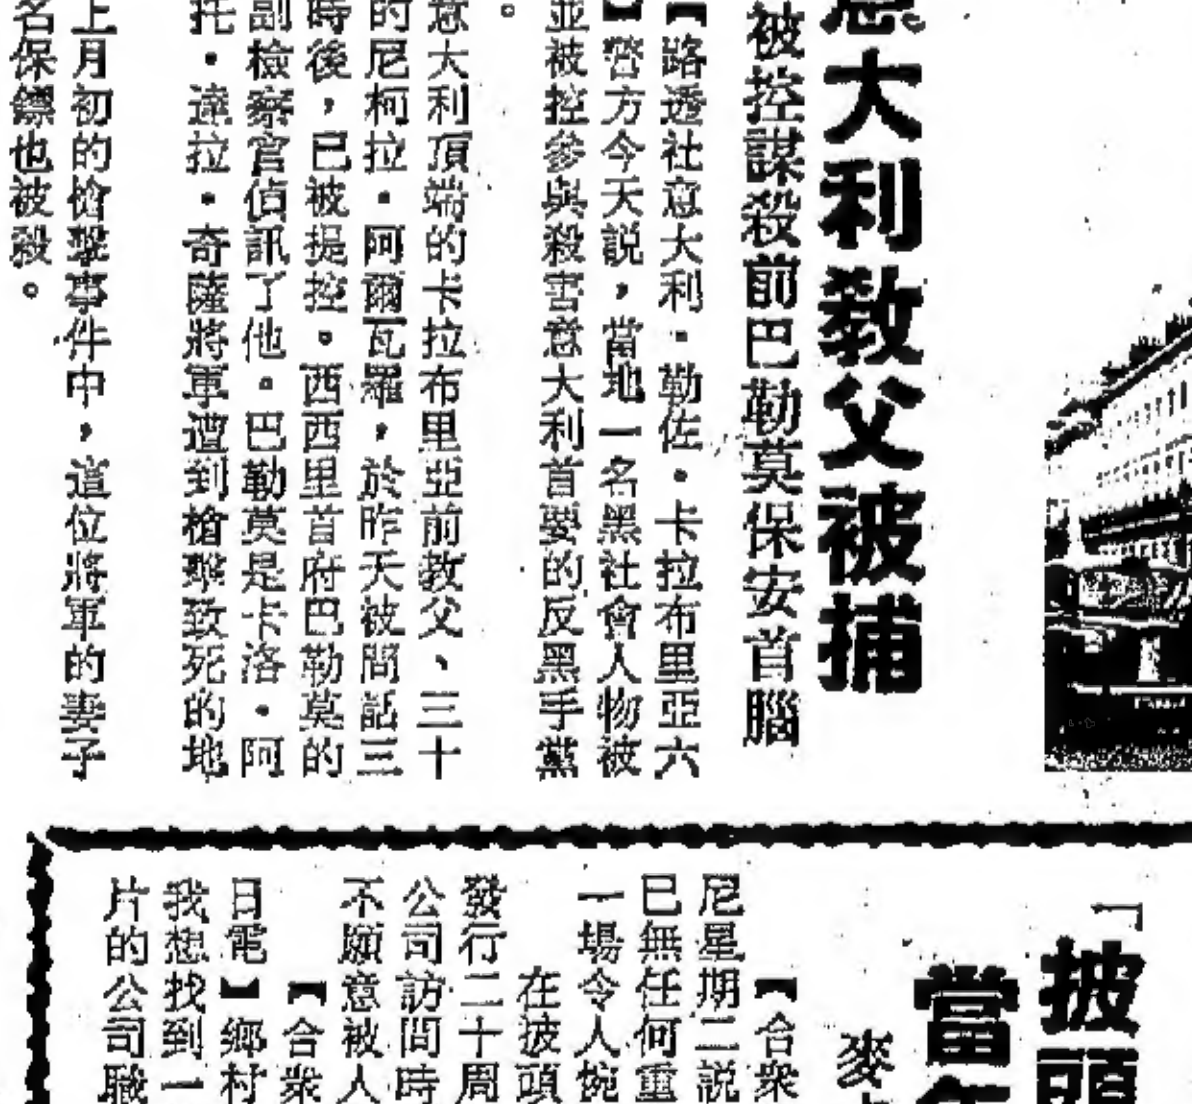 意大利教父被捕
被控謀殺前巴勒莫保安首腦
【路透社意大利・勒佐・卡拉布里亞六
】警方今天説，當地一名黑社會人物被
並被控參與殺害意大利首要的反黑手黨
。
意大利頂端的卡拉布里亞前教父、三十
的尼柯拉・阿爾瓦羅，於昨天被問話三
時後，已被提控。西西里首府巴勒莫的
副檢察官偵訊了他。巴勒莫是卡洛・阿
托・達拉・奇薩將軍遭到槍擊致死的地
上月初的槍擊事件中，這位將軍的妻子
名保鏢也被殺。
「披頭
當年
麥
【合衆
尼星期二説
已無任何重
一場令人惋
在披頭
發行二十周
公司訪問時
不願意被人
【合衆
日電】鄉村
我想找到一
片的公司職